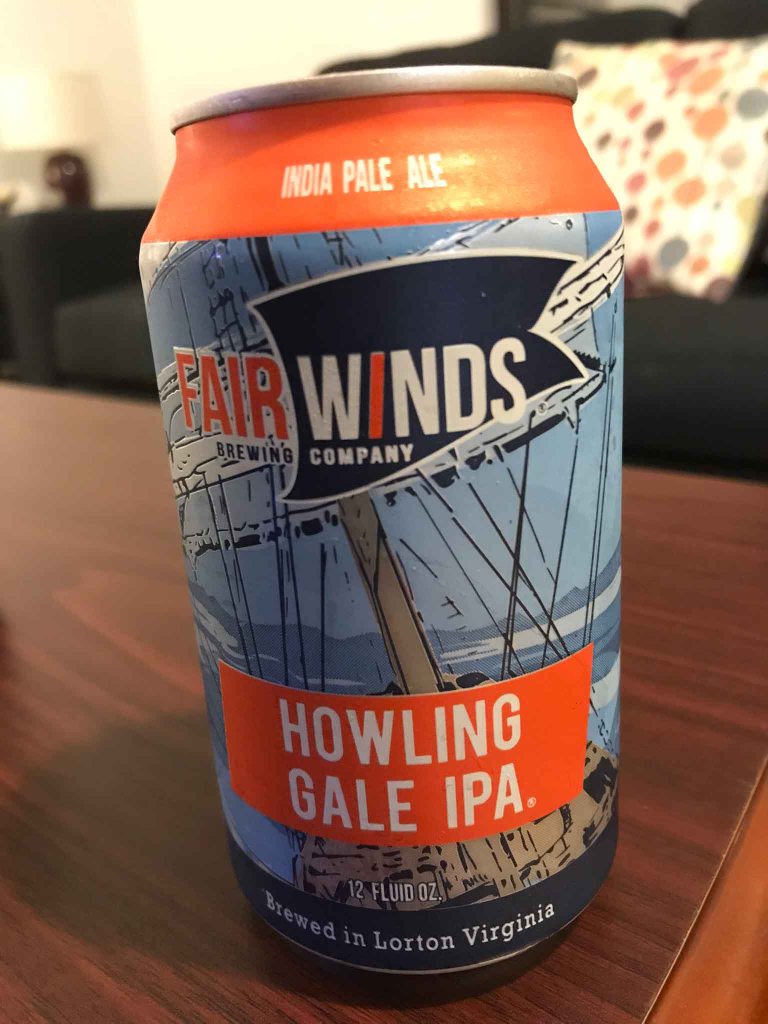 INDIA PALE ALE
FAIR WINDS ®
BREWING COMPANY
HOWLING
GALE IPA®
12 FLUID OZ.
Brewed in Lorton Virginia